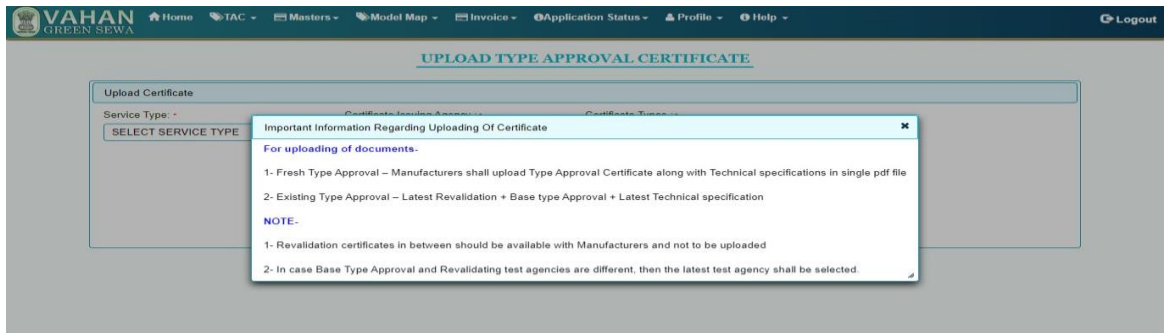 VAHAN
GREEN SEWA
Home TAC Masters Model Map Invoice Application Status Profile Help Logout
UPLOAD TYPE APPROVAL CERTIFICATE
Upload Certificate
Service Type: Certificate Issuing Agency Certificate Types
SELECT SERVICE TYPE
Important Information Regarding Uploading Of Certificate
For uploading of documents-
1- Fresh Type Approval – Manufacturers shall upload Type Approval Certificate along with Technical specifications in single pdf file
2- Existing Type Approval – Latest Revalidation + Base type Approval + Latest Technical specification
NOTE-
1- Revalidation certificates in between should be available with Manufacturers and not to be uploaded
2- In case Base Type Approval and Revalidating test agencies are different, then the latest test agency shall be selected.